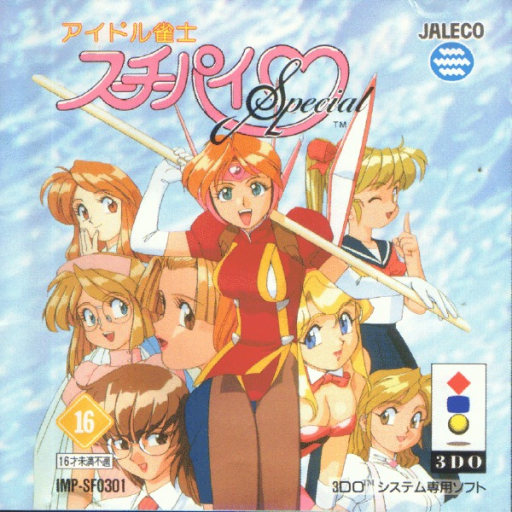 アイドル雀士
JALECO
スーチーパイ
Special
TM
16
16才未満不適
IMP-SF0301
3DO
3DO™ システム専用ソフト